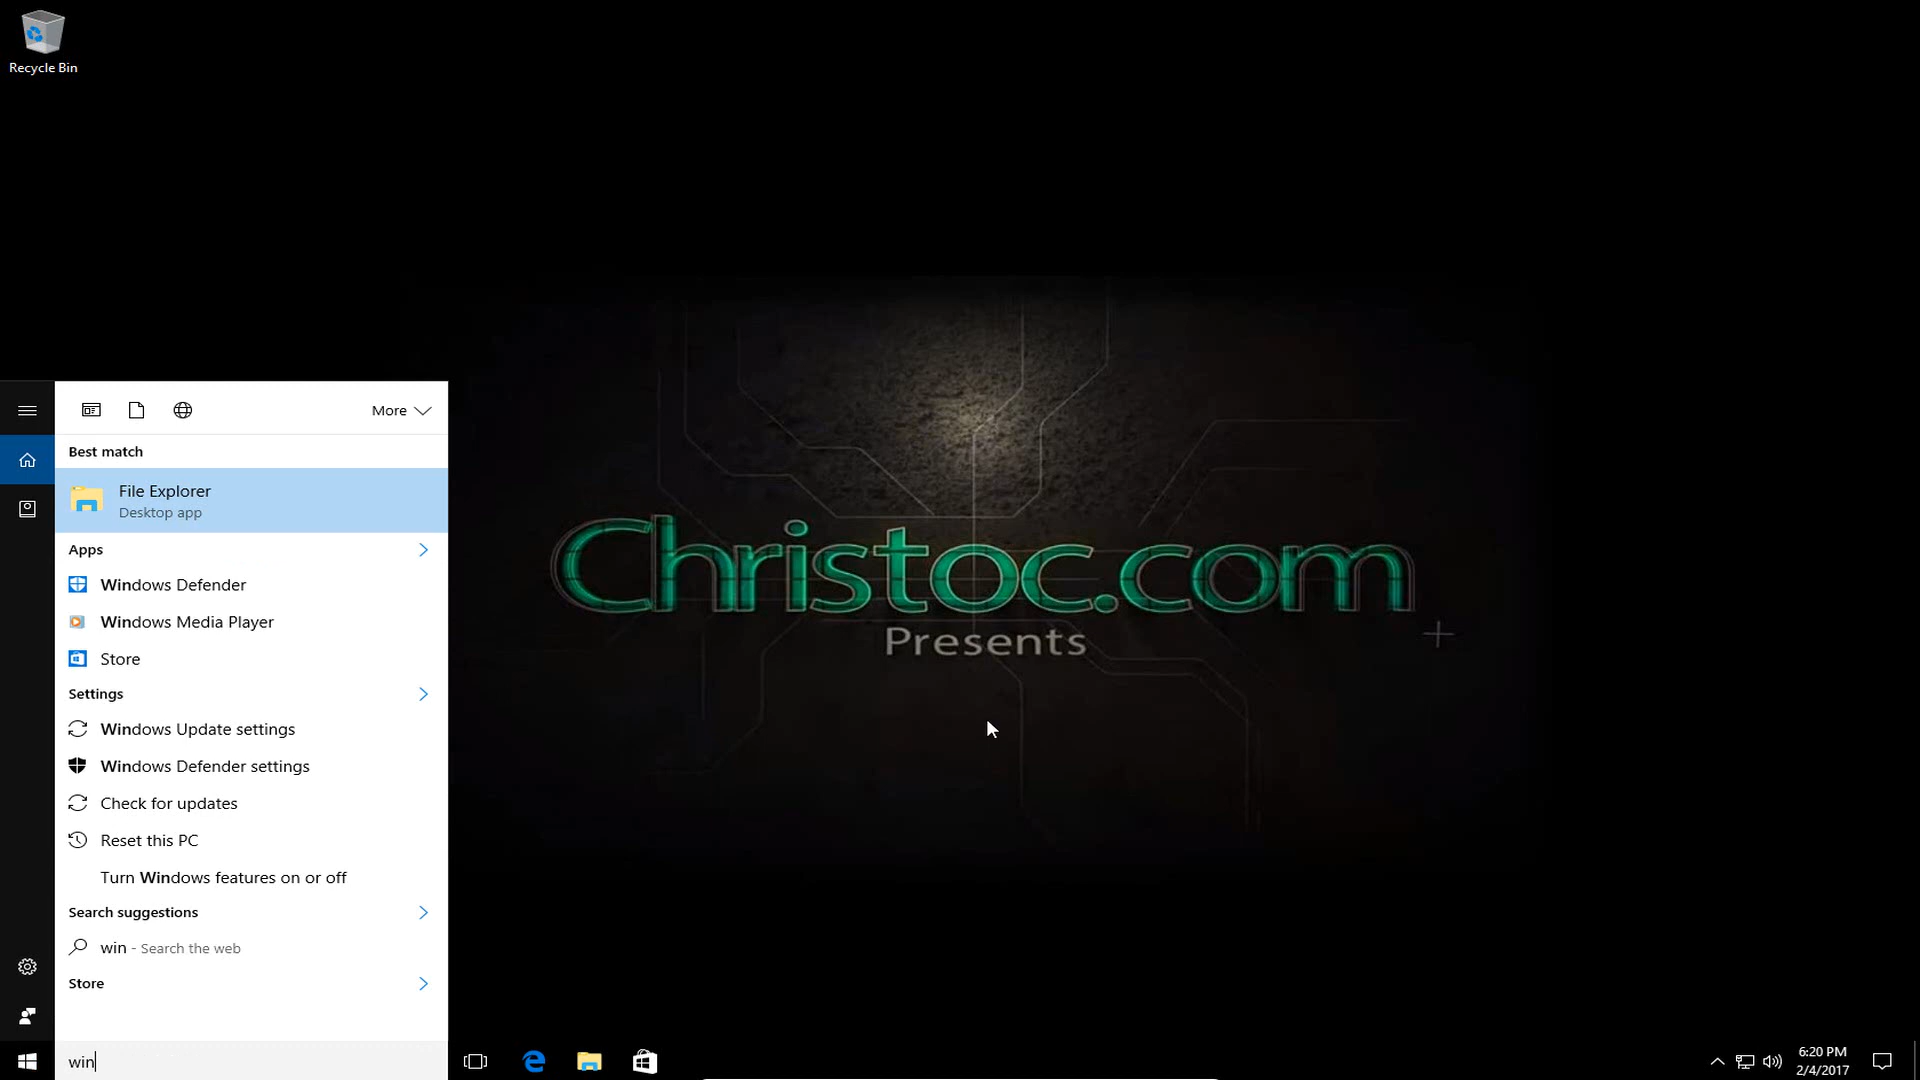 Recycle Bin
More
Best match
File Explorer
Desktop app
Apps
Windows Defender
Windows Media Player
Store
Settings
Windows Update settings
Windows Defender settings
Check for updates
Reset this PC
Turn Windows features on or off
Search suggestions
win - Search the web
Store
win
Christoc.com
Presents
6:20 PM
2/4/2017